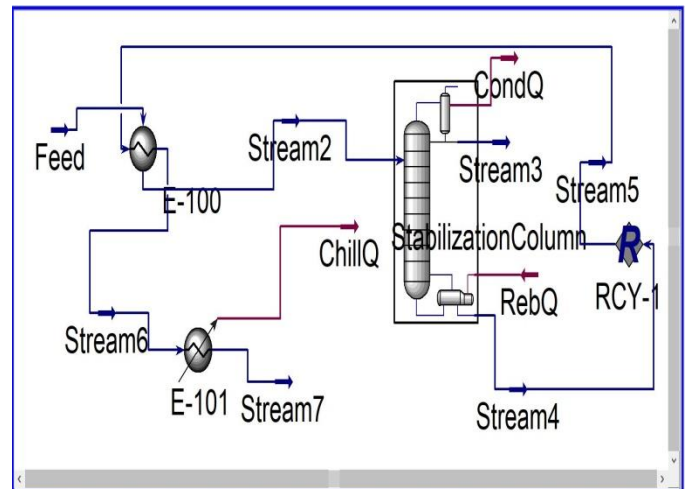 CondQ
Feed
Stream2
Stream3
Stream5
E-100
StabilizationColumn
ChillQ
R
RCY-1
RebQ
Stream6
E-101
Stream7
Stream4